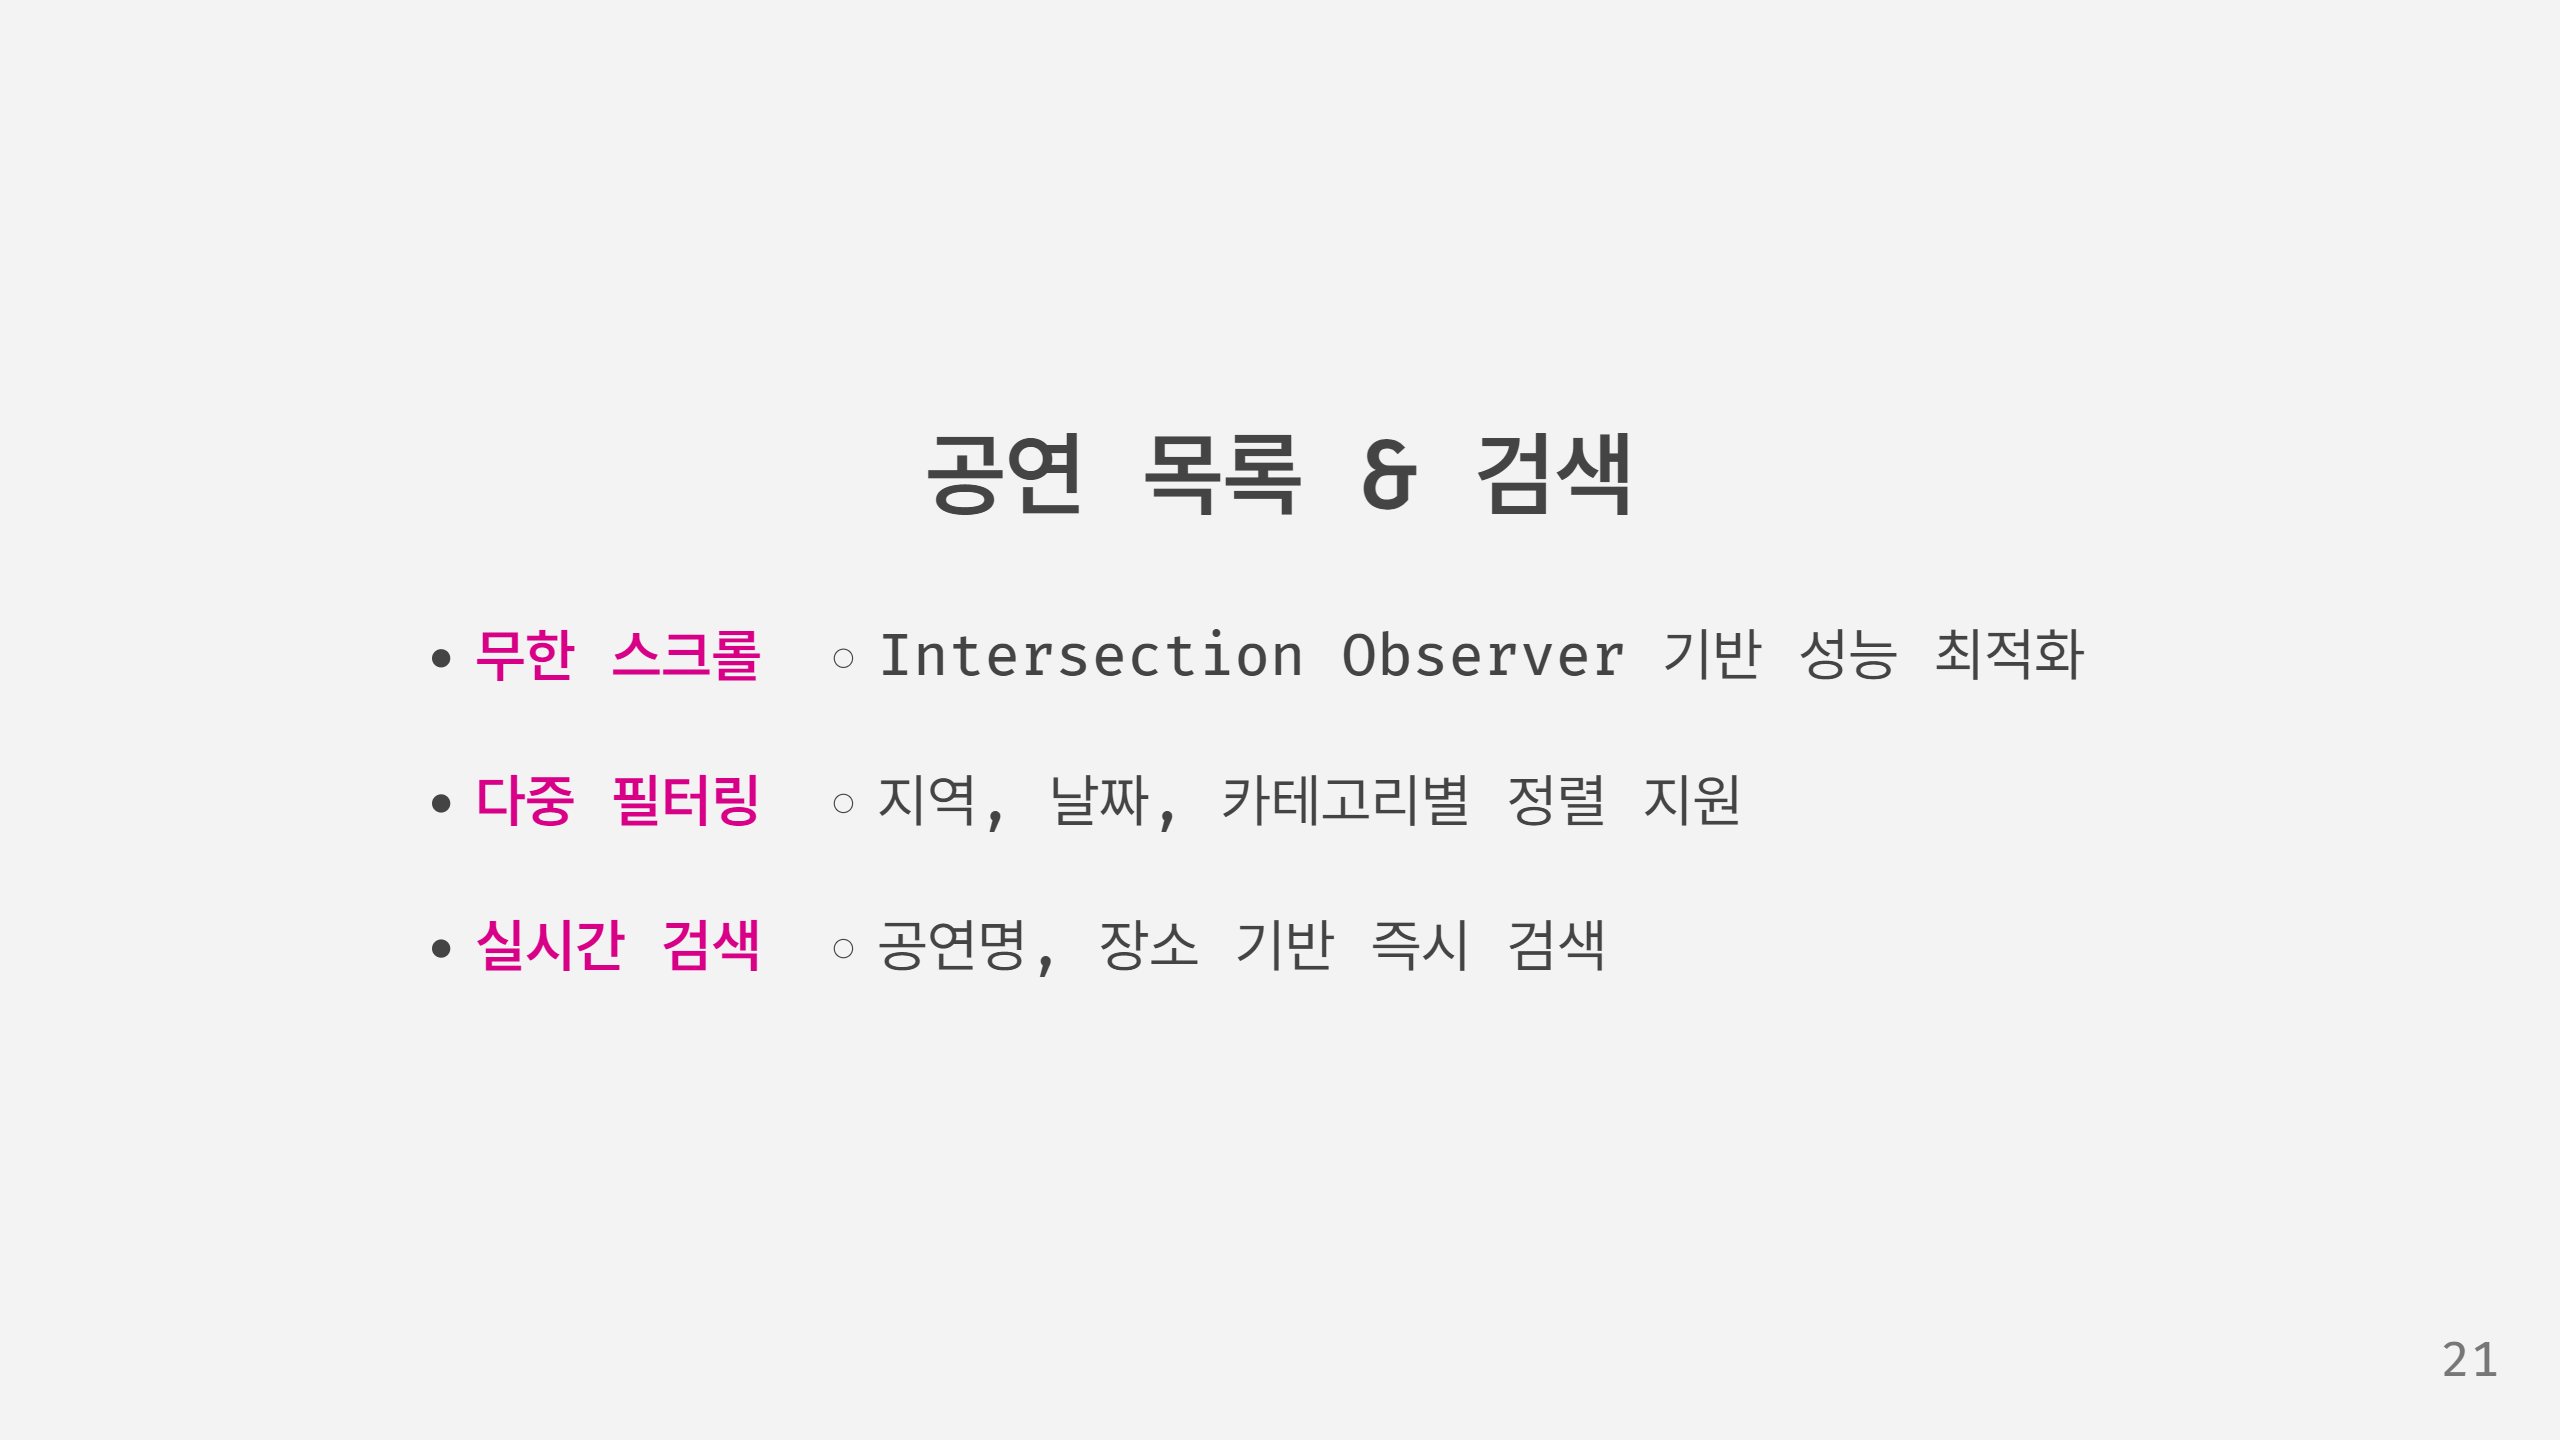 공연 목록 & 검색
• 무한 스크롤 ◦ Intersection Observer 기반 성능 최적화
• 다중 필터링 ◦ 지역, 날짜, 카테고리별 정렬 지원
• 실시간 검색 ◦ 공연명, 장소 기반 즉시 검색
21